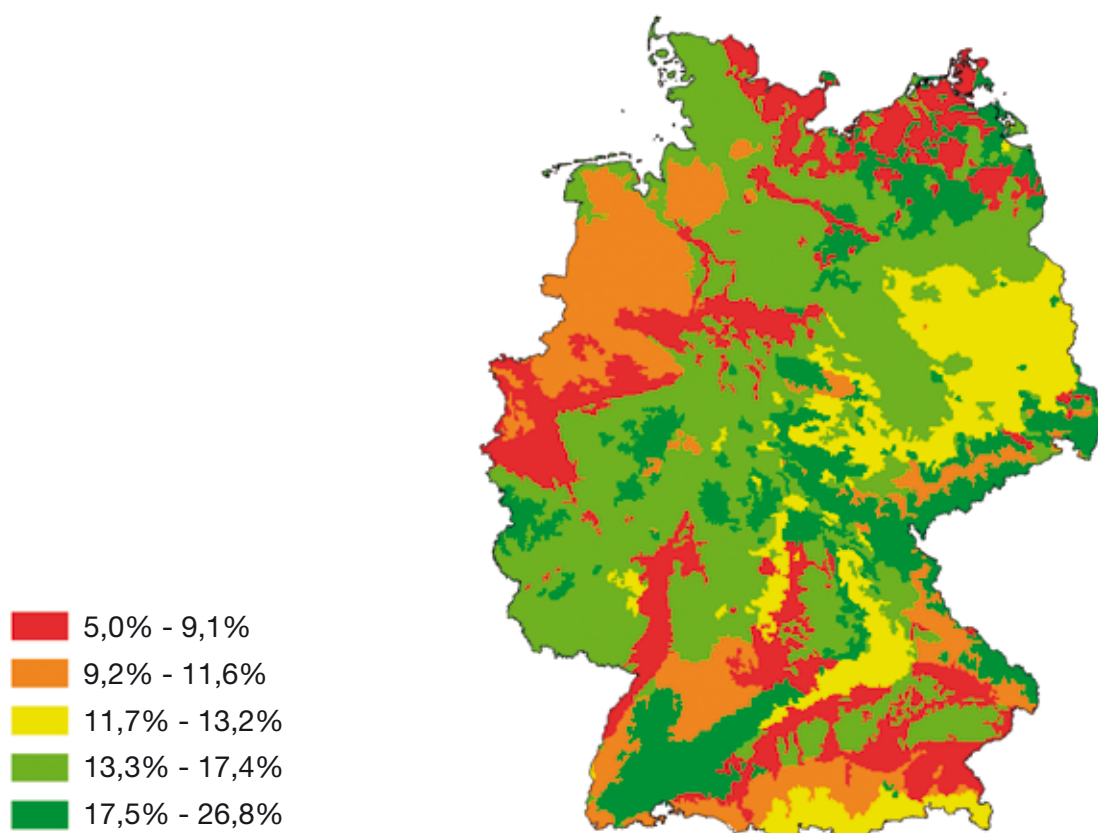 5,0% - 9,1%
9,2% - 11,6%
11,7% - 13,2%
13,3% - 17,4%
17,5% - 26,8%